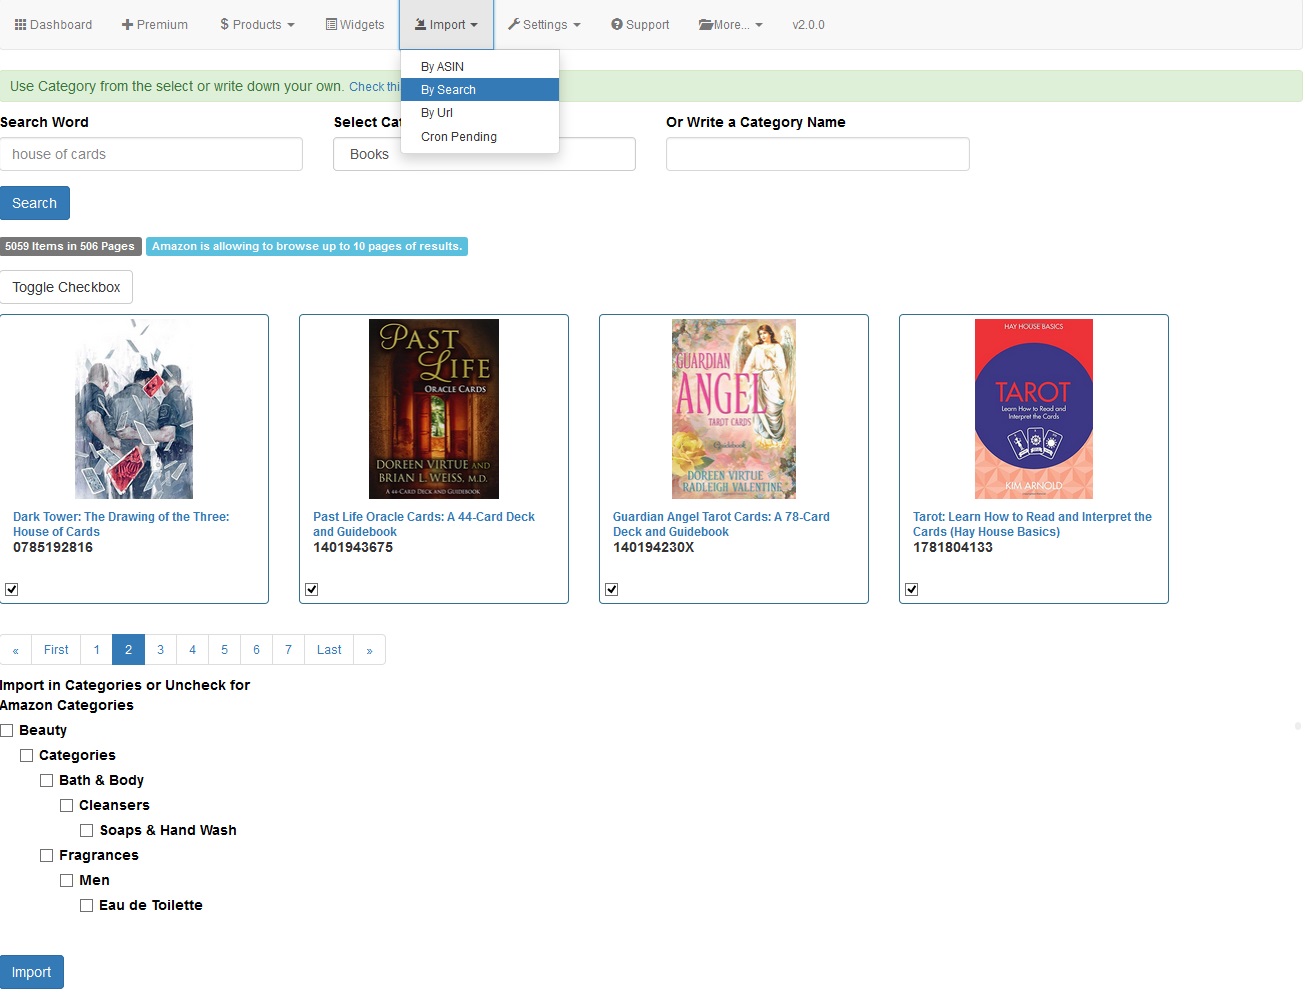 Dashboard Premium $ Products Widgets Import Settings Support More... v2.0.0
By ASIN
By Search
By Url
Cron Pending
Use Category from the select or write down your own. Check thi
Search Word Select Cat Or Write a Category Name
house of cards Books
Search
5059 Items in 506 Pages Amazon is allowing to browse up to 10 pages of results.
Toggle Checkbox
PAST
LIFE
ORACLE CARDS
DOREEN VIRTUE AND
BRIAN L. WEISS, M.D.
A 44-CARD DECK AND GUIDEBOOK
GUARDIAN
ANGEL
TAROT CARDS
Guidebook
DOREEN VIRTUE
RADLEIGH VALENTINE
HAY HOUSE BASICS
TAROT
Learn How to Read and
Interpret the Cards
KIM ARNOLD
Dark Tower: The Drawing of the Three:
House of Cards
0785192816
Past Life Oracle Cards: A 44-Card Deck
and Guidebook
1401943675
Guardian Angel Tarot Cards: A 78-Card
Deck and Guidebook
140194230X
Tarot: Learn How to Read and Interpret the
Cards (Hay House Basics)
1781804133
« First 1 2 3 4 5 6 7 Last »
Import in Categories or Uncheck for
Amazon Categories
Beauty
Categories
Bath & Body
Cleansers
Soaps & Hand Wash
Fragrances
Men
Eau de Toilette
Import